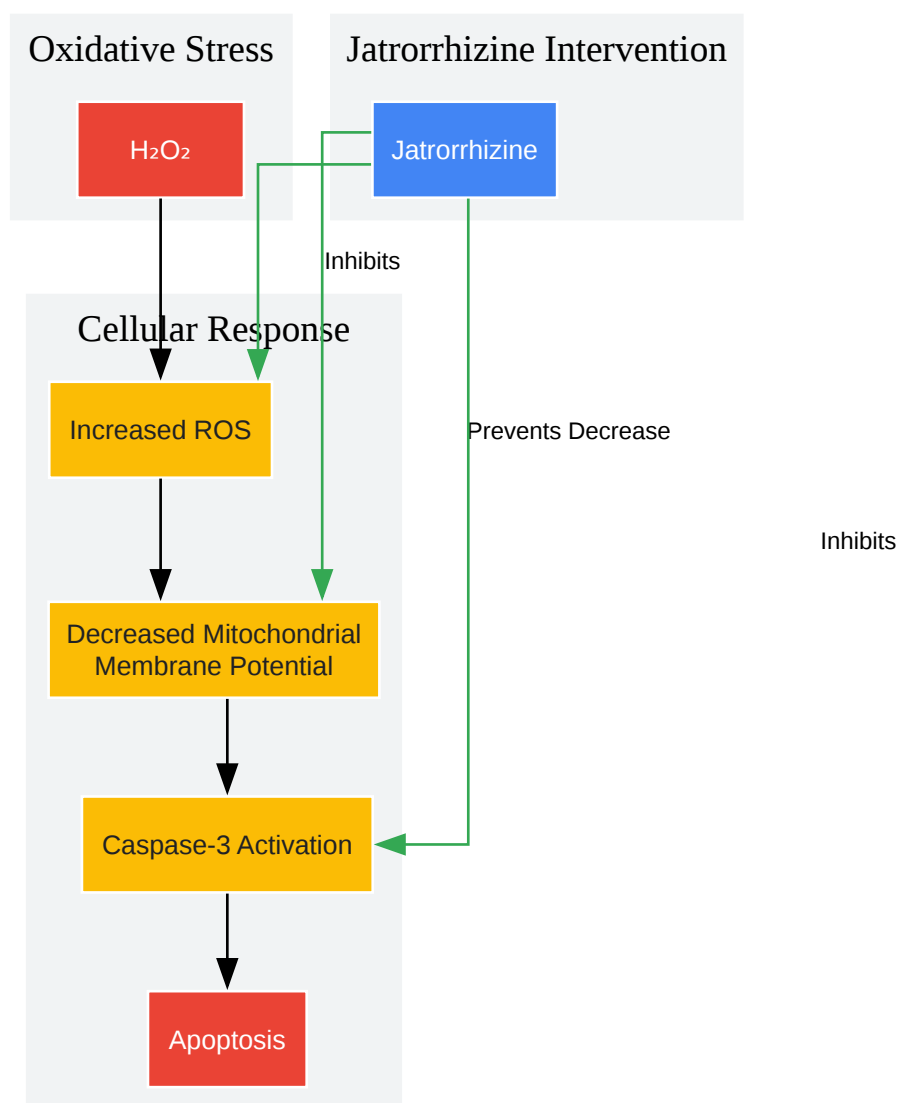 Oxidative Stress
Jatrorrhizine Intervention
H₂O₂
Jatrorrhizine
Inhibits
Cellular Response
Increased ROS
Prevents Decrease
Inhibits
Decreased Mitochondrial
Membrane Potential
Caspase-3 Activation
Apoptosis